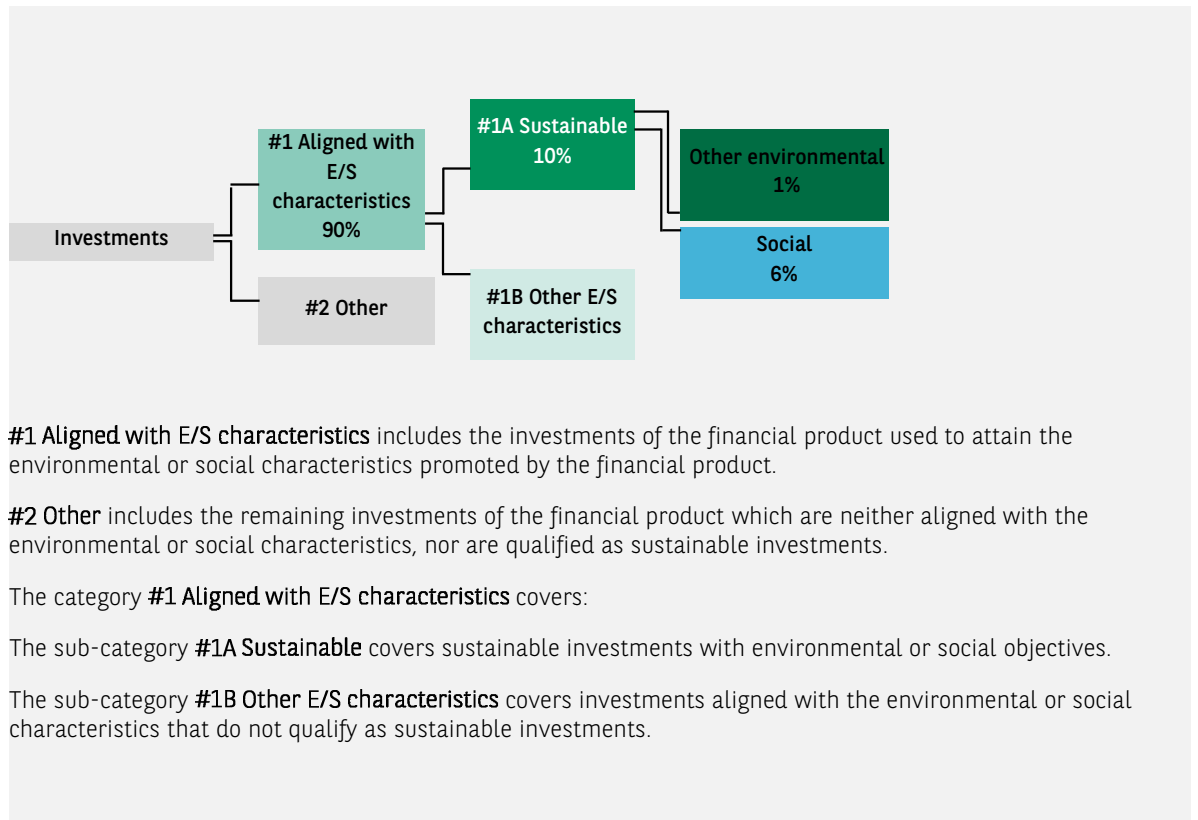 #1A Sustainable
10%
#1 Aligned with
E/S
characteristics
90%
Other environmental
1%
Investments
Social
6%
#2 Other
#1B Other E/S
characteristics
#1 Aligned with E/S characteristics includes the investments of the financial product used to attain the
environmental or social characteristics promoted by the financial product.
#2 Other includes the remaining investments of the financial product which are neither aligned with the
environmental or social characteristics, nor are qualified as sustainable investments.
The category #1 Aligned with E/S characteristics covers:
The sub-category #1A Sustainable covers sustainable investments with environmental or social objectives.
The sub-category #1B Other E/S characteristics covers investments aligned with the environmental or social
characteristics that do not qualify as sustainable investments.